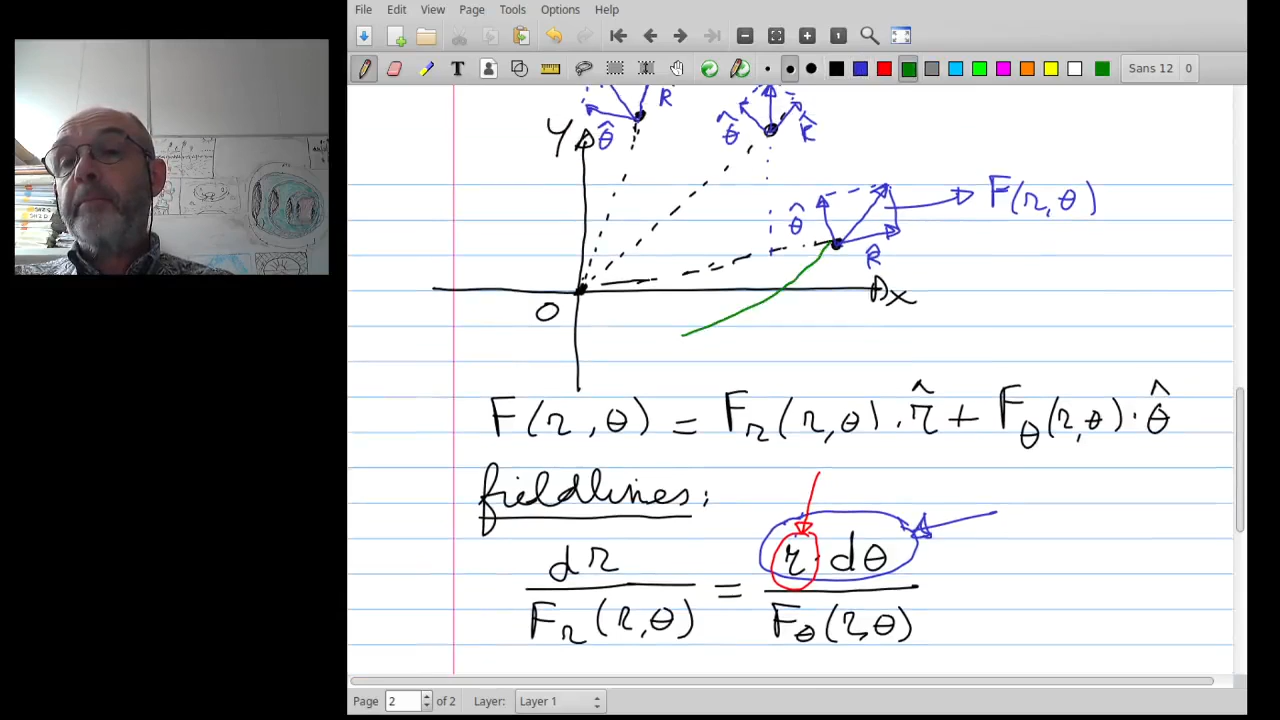 File Edit View Page Tools Options Help
Sans 12 0
R
Y
θ̂
θ̂ R̂
F(r,θ)
θ̂
R
x
O
F(r,θ) = F_r(r,θ)·r̂ + F_θ(r,θ)·θ̂
fieldlines:
dr / F_r(r,θ) = r·dθ / F_θ(r,θ)
Page 2 of 2 Layer: Layer 1